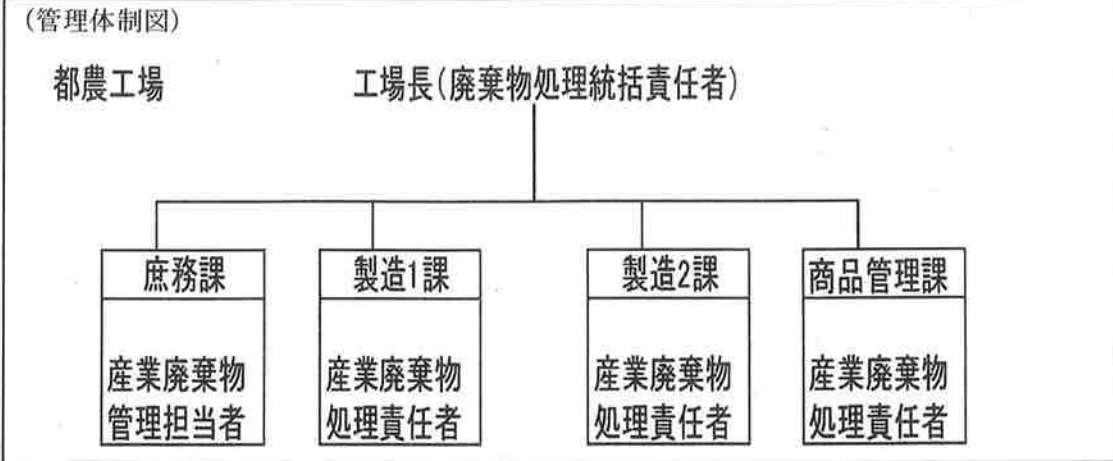 (管理体制図)
都農工場 工場長(廃棄物処理統括責任者)
庶務課
産業廃棄物
管理担当者
製造1課
産業廃棄物
処理責任者
製造2課
産業廃棄物
処理責任者
商品管理課
産業廃棄物
処理責任者